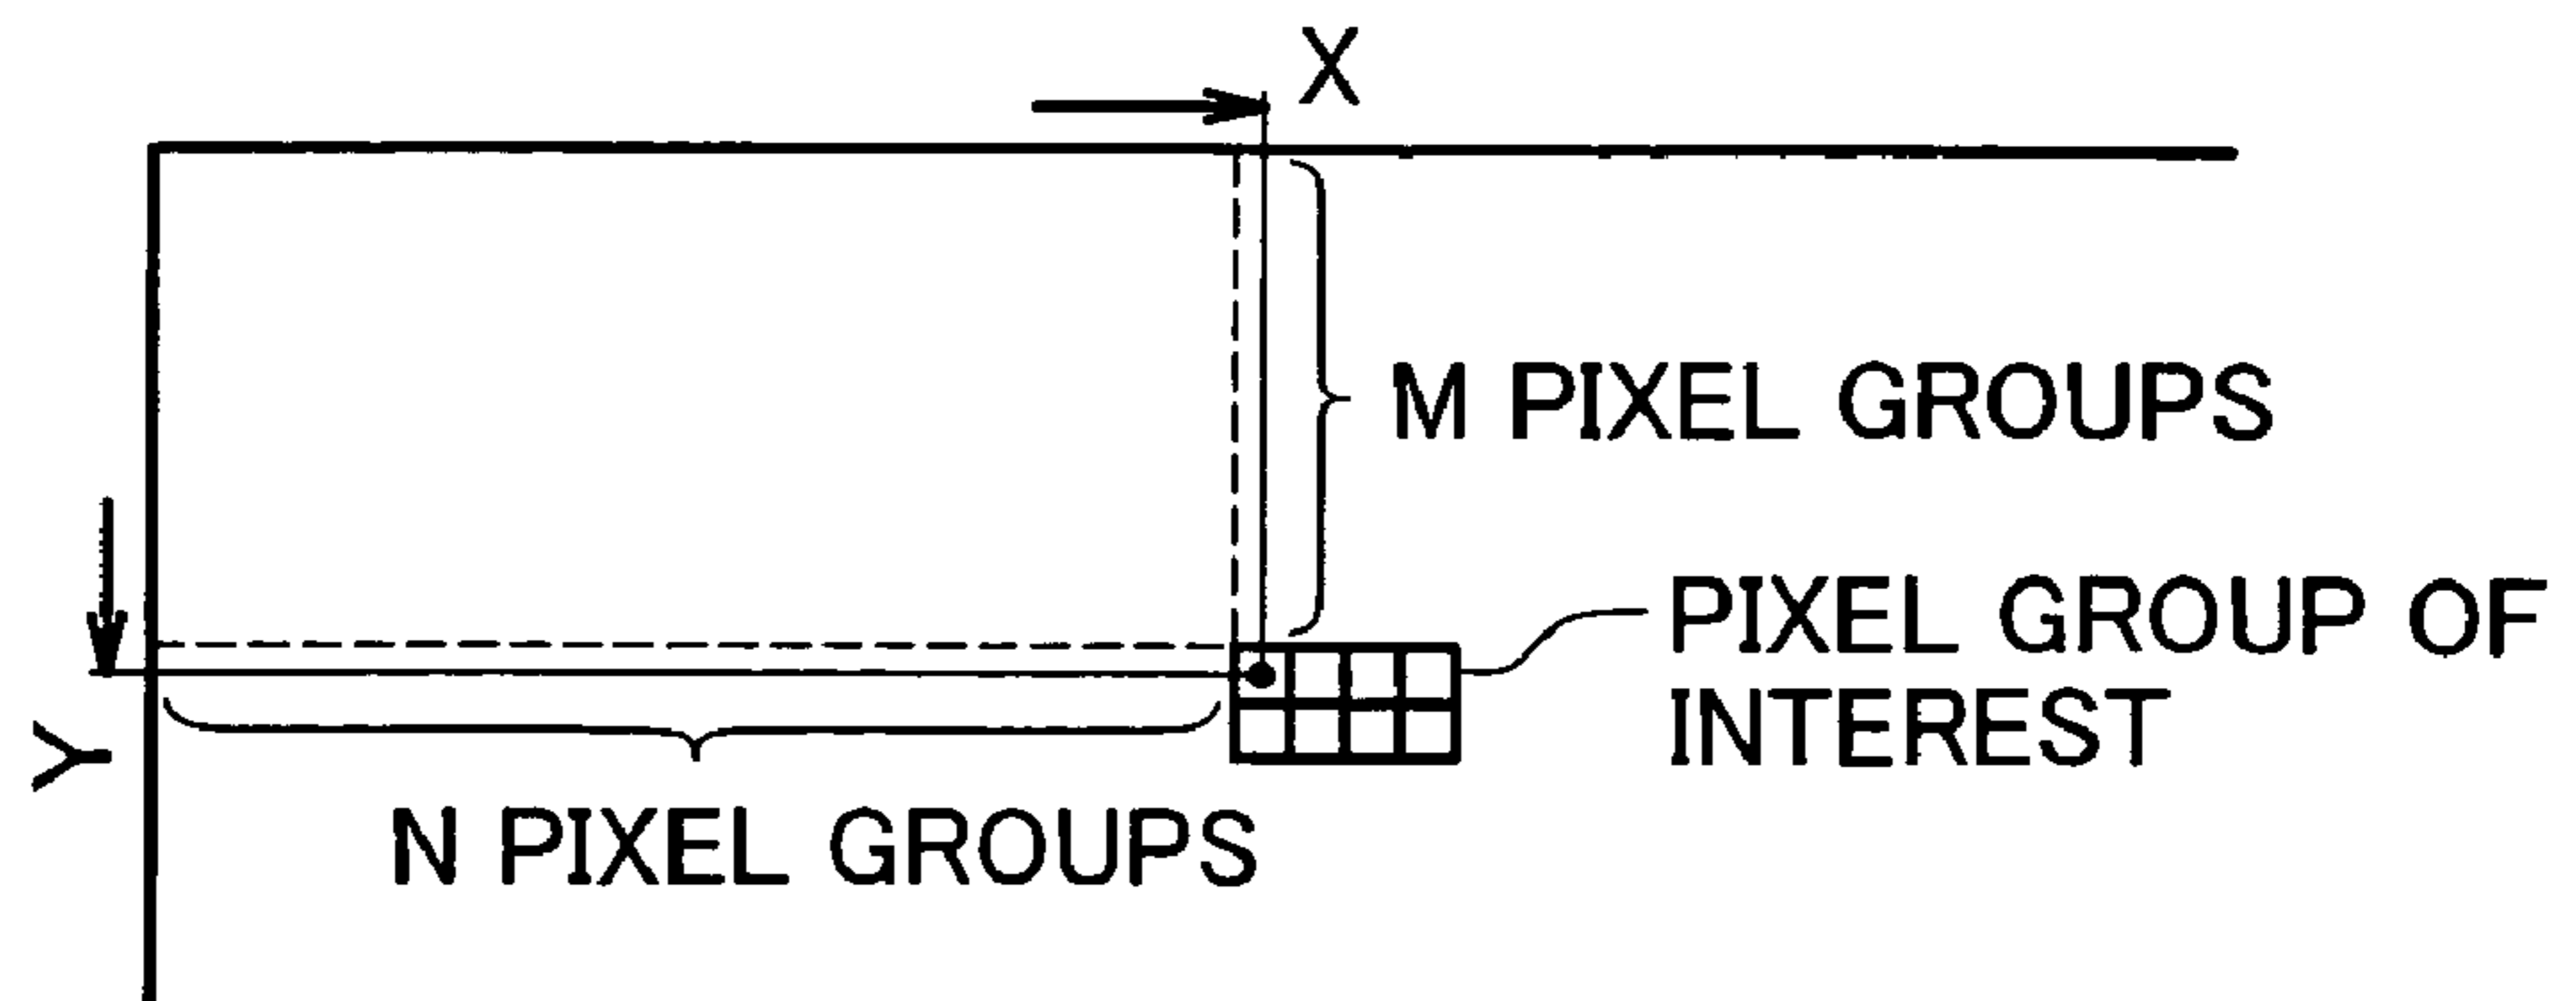 X
M PIXEL GROUPS
PIXEL GROUP OF
INTEREST
Y
N PIXEL GROUPS